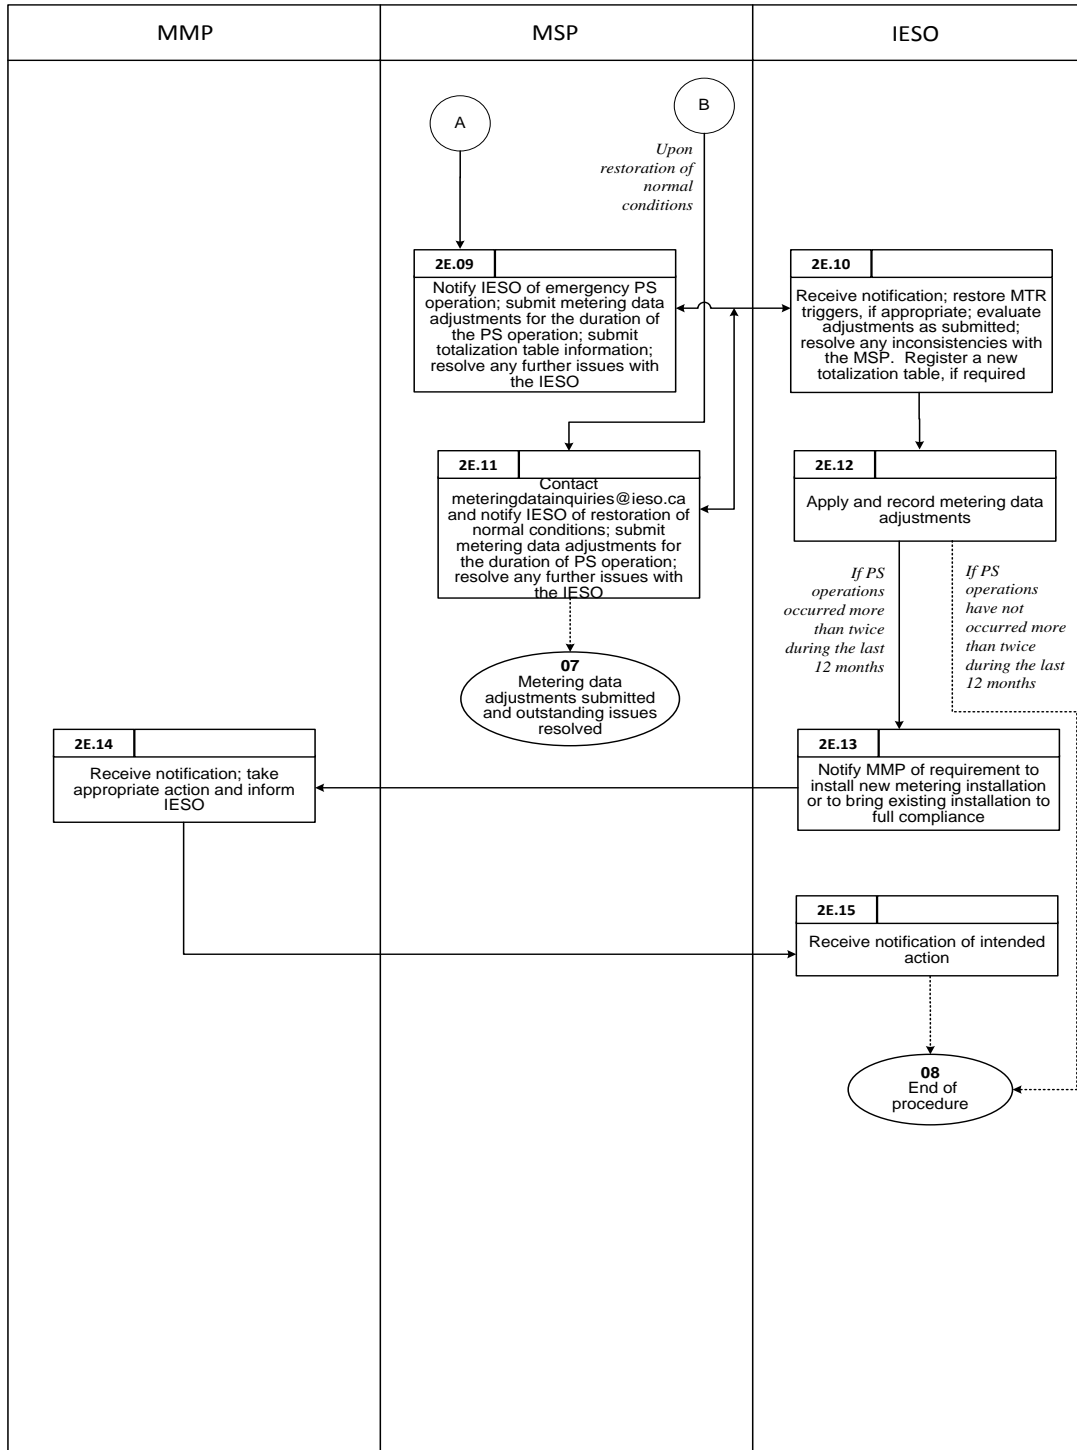 MMP
MSP
IESO
A
B
Upon
restoration of
normal
conditions
2E.09
Notify IESO of emergency PS
operation; submit metering data
adjustments for the duration of
the PS operation; submit
totalization table information;
resolve any further issues with
the IESO
2E.10
Receive notification; restore MTR
triggers, if appropriate; evaluate
adjustments as submitted;
resolve any inconsistencies with
the MSP.  Register a new
totalization table, if required
2E.11
Contact
meteringdatainquiries@ieso.ca
and notify IESO of restoration of
normal conditions; submit
metering data adjustments for
the duration of PS operation;
resolve any further issues with
the IESO
2E.12
Apply and record metering data
adjustments
If PS
operations
occurred more
than twice
during the last
12 months
If PS
operations
have not
occurred more
than twice
during the last
12 months
07
Metering data
adjustments submitted
and outstanding issues
resolved
2E.14
Receive notification; take
appropriate action and inform
IESO
2E.13
Notify MMP of requirement to
install new metering installation
or to bring existing installation to
full compliance
2E.15
Receive notification of intended
action
08
End of
procedure